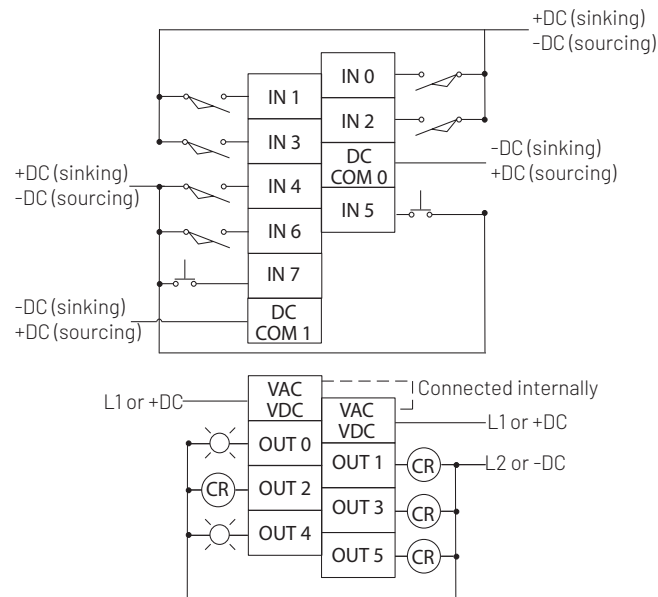 +DC (sinking)
-DC (sourcing)
IN 0
IN 1
IN 2
IN 3
DC
COM 0
-DC (sinking)
+DC (sourcing)
+DC (sinking)
-DC (sourcing)
IN 4
IN 5
IN 6
IN 7
-DC (sinking)
+DC (sourcing)
DC
COM 1
L1 or +DC
VAC
VDC
Connected internally
VAC
VDC
L1 or +DC
OUT 0
OUT 1
CR
L2 or -DC
CR
OUT 2
OUT 3
CR
OUT 4
OUT 5
CR